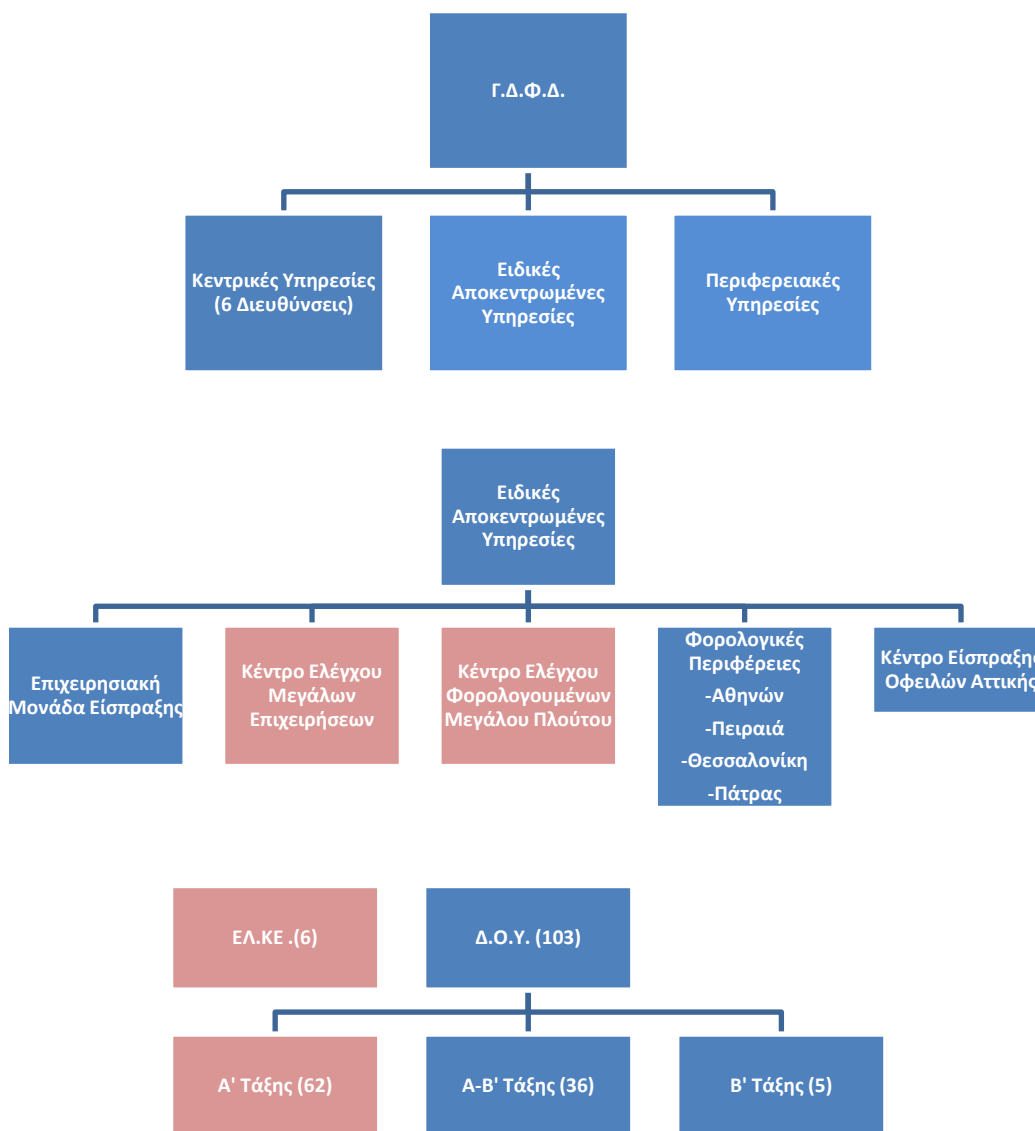 Γ.Δ.Φ.Δ.
Κεντρικές Υπηρεσίες
(6 Διευθύνσεις)
Ειδικές
Αποκεντρωμένες
Υπηρεσίες
Περιφερειακές
Υπηρεσίες
Ειδικές
Αποκεντρωμένες
Υπηρεσίες
Επιχειρησιακή
Μονάδα Είσπραξης
Κέντρο Ελέγχου
Μεγάλων
Επιχειρήσεων
Κέντρο Ελέγχου
Φορολογουμένων
Μεγάλου Πλούτου
Φορολογικές
Περιφέρειες
-Αθηνών
-Πειραιά
-Θεσσαλονίκη
-Πάτρας
Κέντρο Είσπραξης
Οφειλών Αττικής
ΕΛ.ΚΕ .(6)
Δ.Ο.Υ. (103)
Α' Τάξης (62)
Α-Β' Τάξης (36)
Β' Τάξης (5)